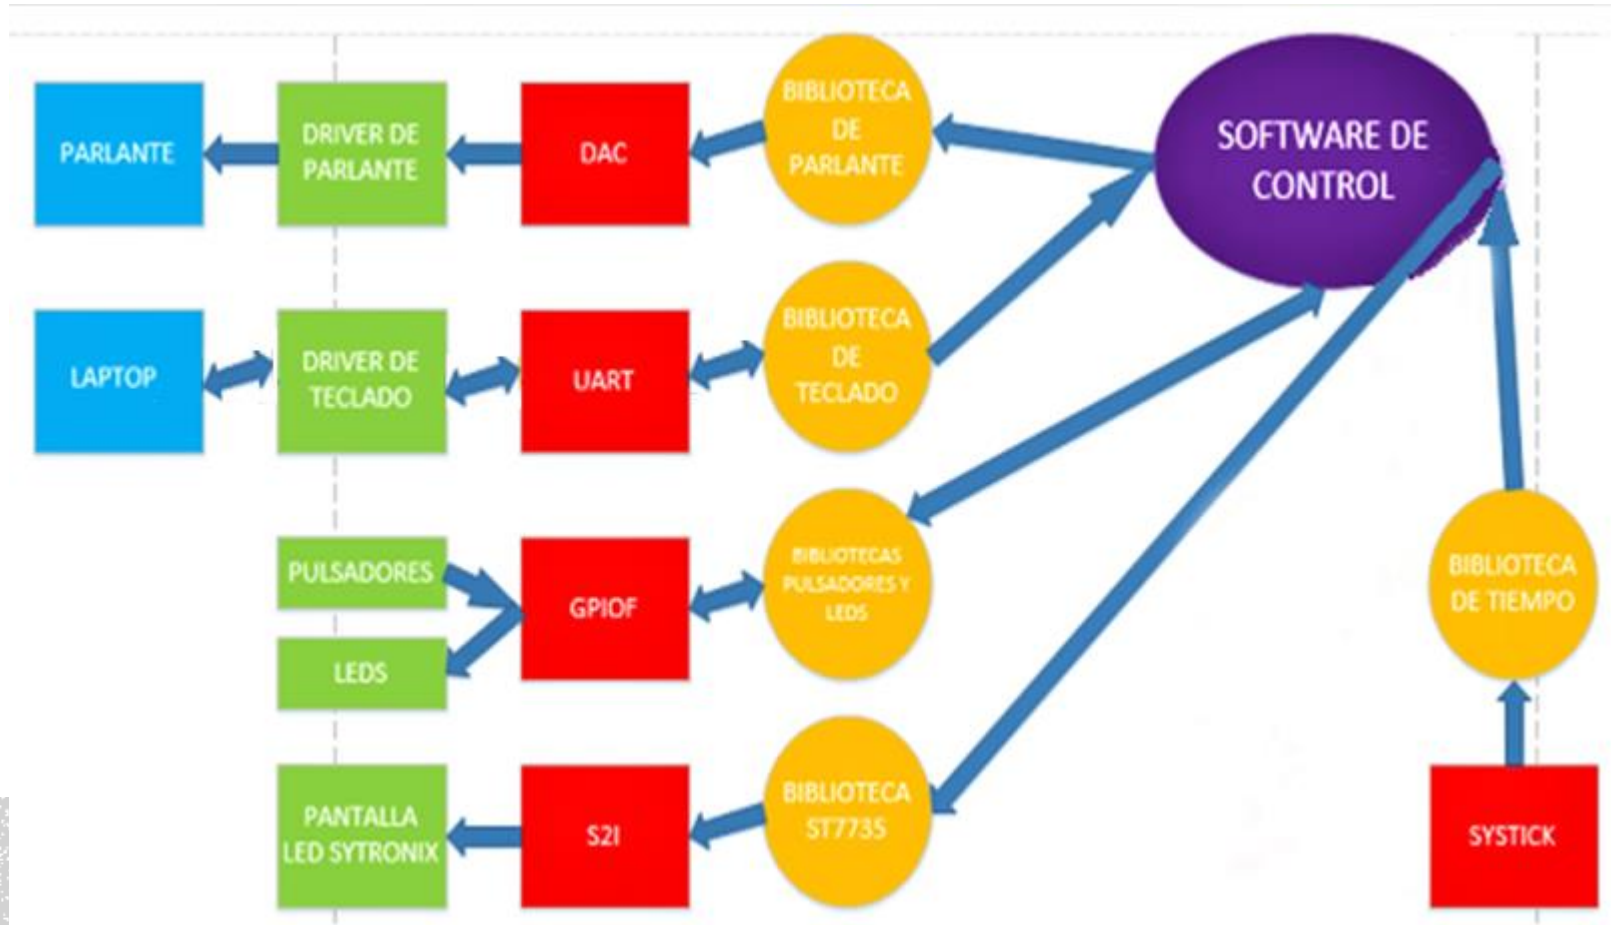 PARLANTE
DRIVER DE
PARLANTE
DAC
BIBLIOTECA
DE
PARLANTE
SOFTWARE DE
CONTROL
LAPTOP
DRIVER DE
TECLADO
UART
BIBLIOTECA
DE
TECLADO
PULSADORES
LEDS
GPIOF
BIBLIOTECAS
PULSADORES Y
LEDS
BIBLIOTECA
DE TIEMPO
PANTALLA
LED SYTRONIX
S2I
BIBLIOTECA
ST7735
SYSTICK